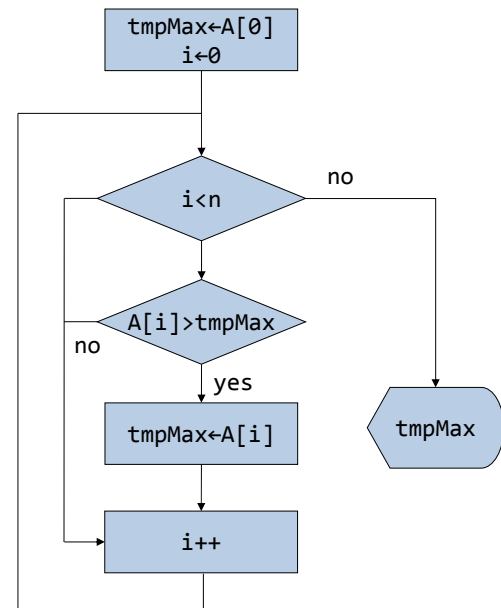 tmpMax←A[0]
i←0
i<n
no
A[i]>tmpMax
no
yes
tmpMax←A[i]
tmpMax
i++